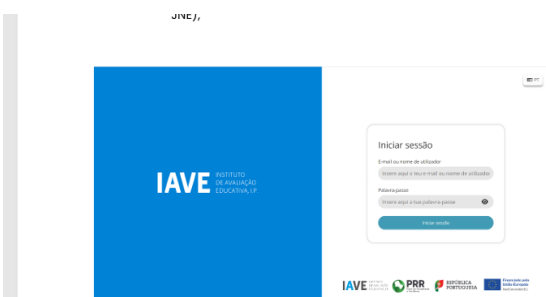 JNE),
PT
IAVE INSTITUTO
DE AVALIAÇÃO
EDUCATIVA, I.P.
Iniciar sessão
E-mail ou nome de utilizador
Insere aqui o teu e-mail ou nome de utilizador
Palavra-passe
Insere aqui a tua palavra-passe
Iniciar sessão
IAVE
PRR
REPÚBLICA
PORTUGUESA
Financiado pela
União Europeia